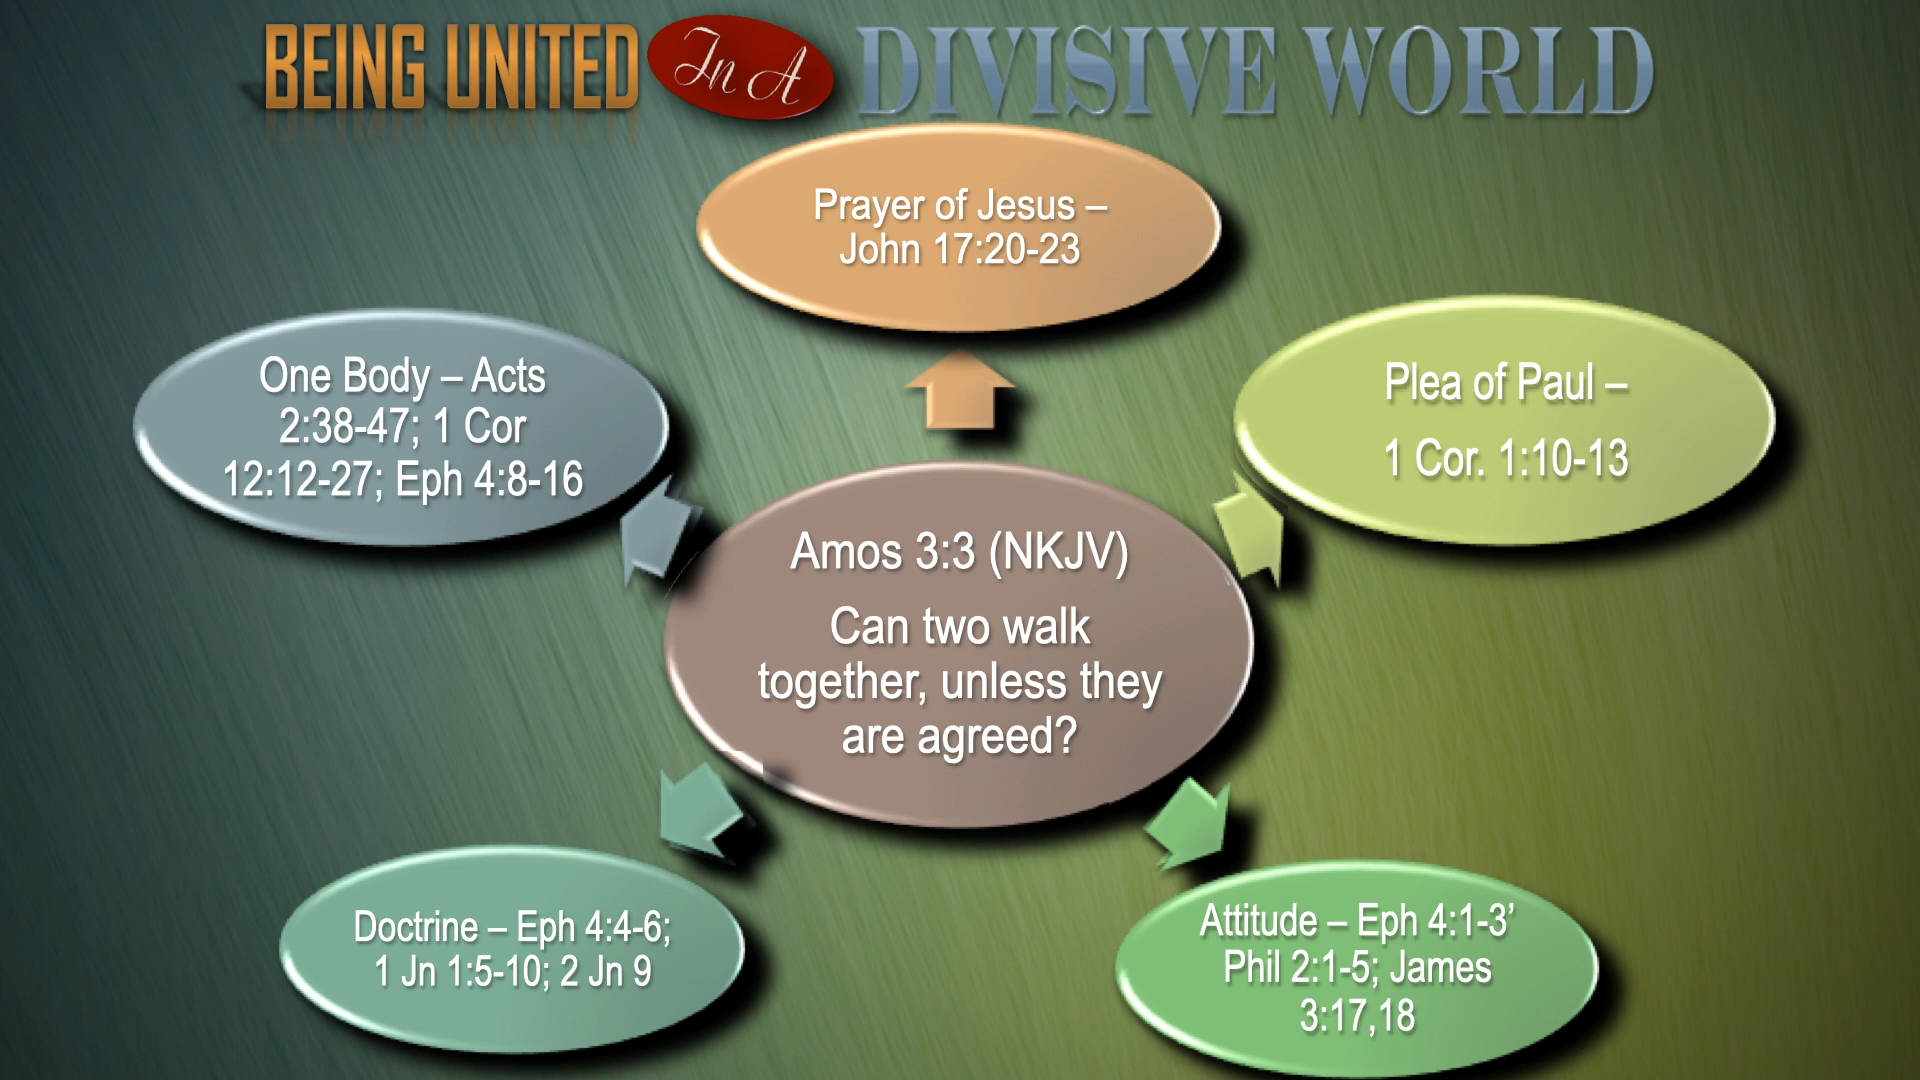 BEING UNITED In A DIVISIVE WORLD
Prayer of Jesus –
John 17:20-23
One Body – Acts
2:38-47; 1 Cor
12:12-27; Eph 4:8-16
Plea of Paul –
1 Cor. 1:10-13
Amos 3:3 (NKJV)
Can two walk
together, unless they
are agreed?
Doctrine – Eph 4:4-6;
1 Jn 1:5-10; 2 Jn 9
Attitude – Eph 4:1-3’
Phil 2:1-5; James
3:17,18